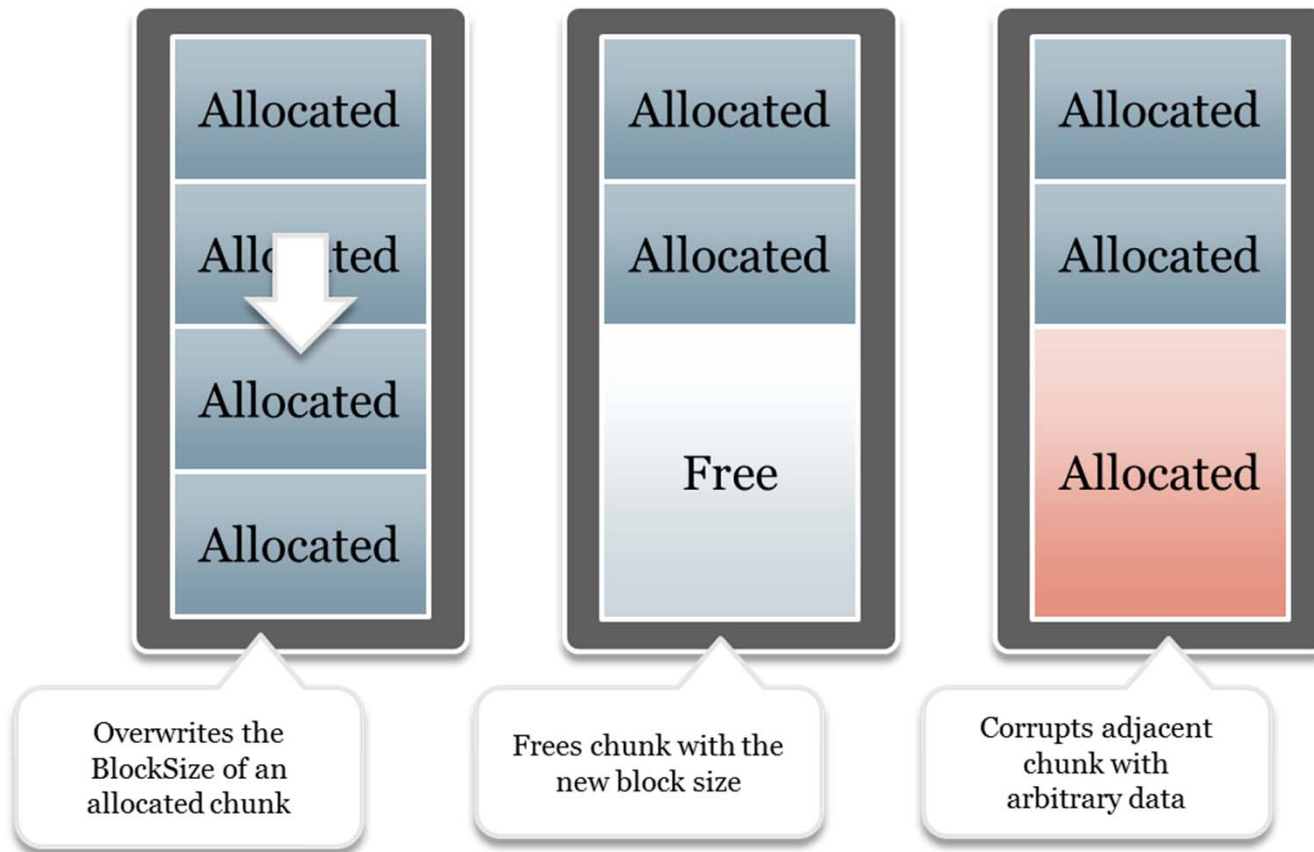 Allocated
Allocated
Allocated
Allocated
Overwrites the
BlockSize of an
allocated chunk
Allocated
Allocated
Free
Frees chunk with the
new block size
Allocated
Allocated
Allocated
Corrupts adjacent
chunk with
arbitrary data